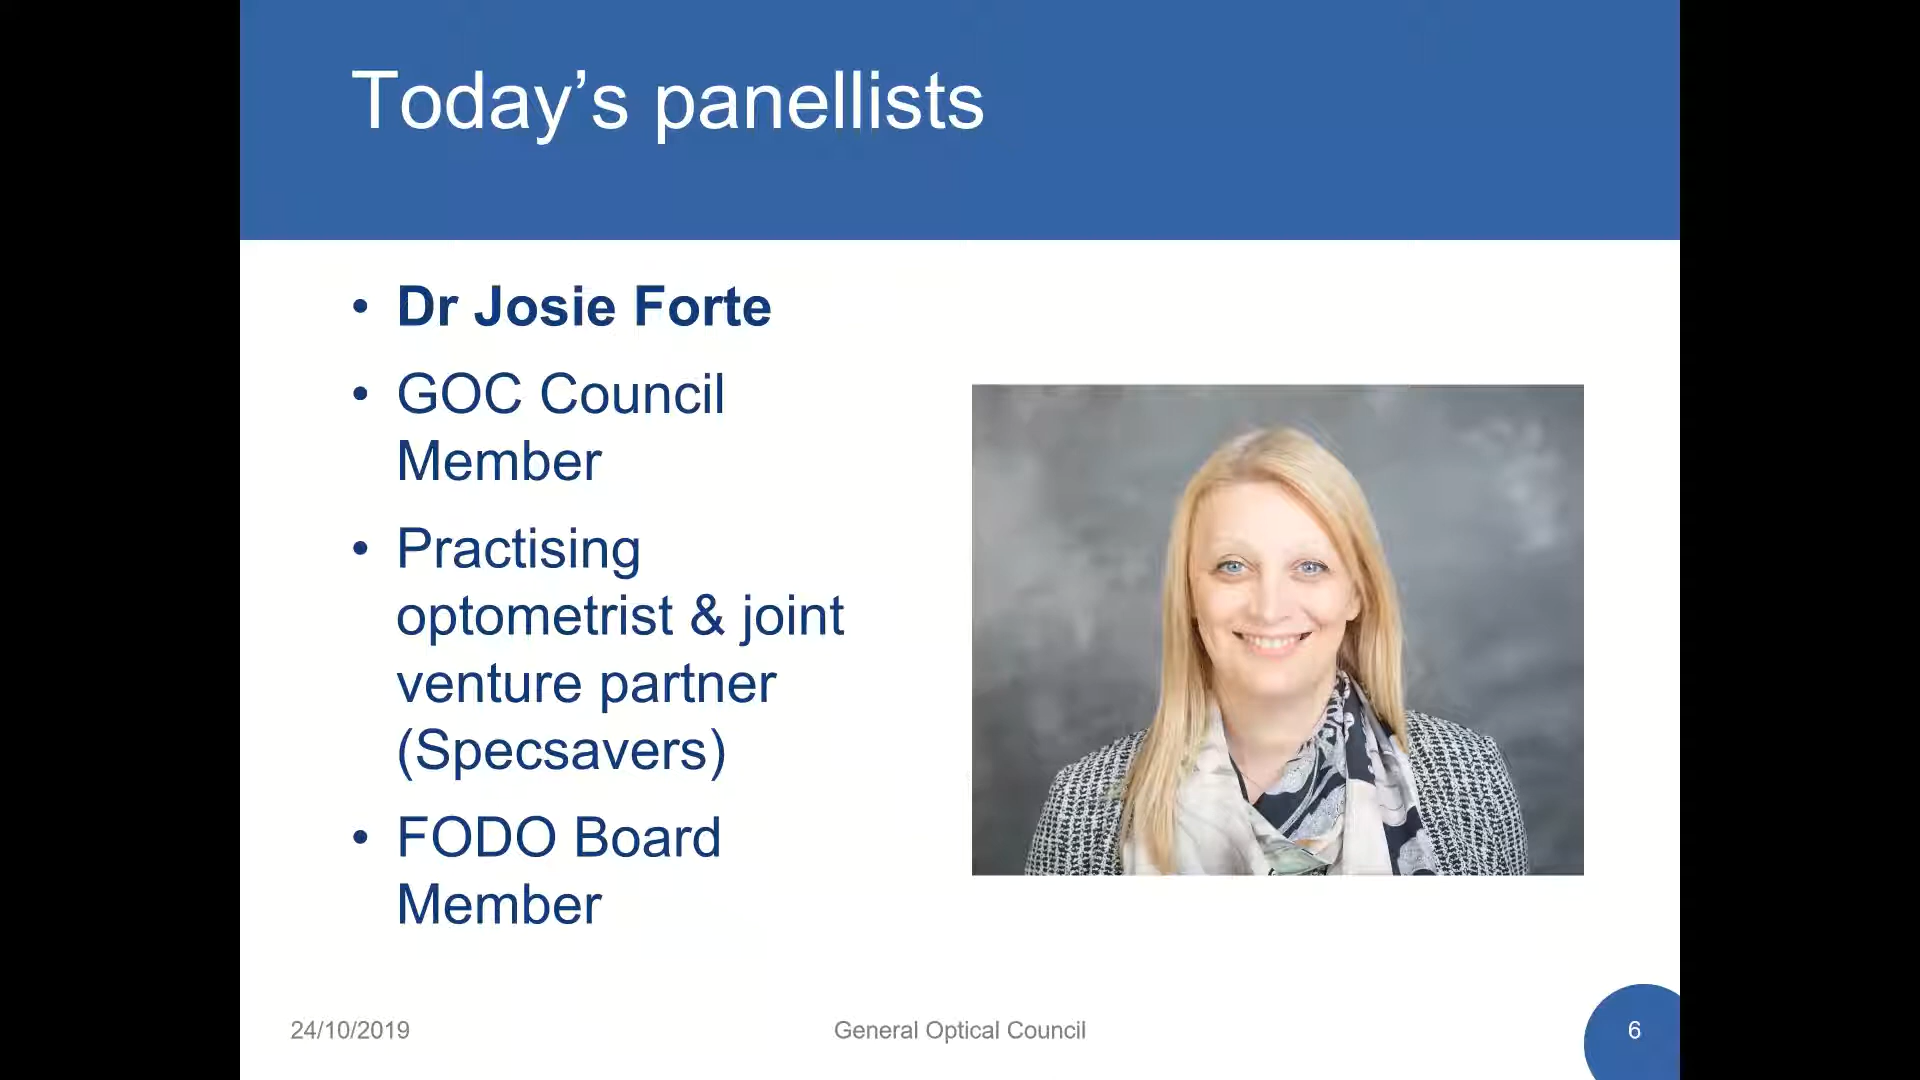 Today’s panellists
• Dr Josie Forte
• GOC Council
Member
• Practising
optometrist & joint
venture partner
(Specsavers)
• FODO Board
Member
24/10/2019
General Optical Council
6